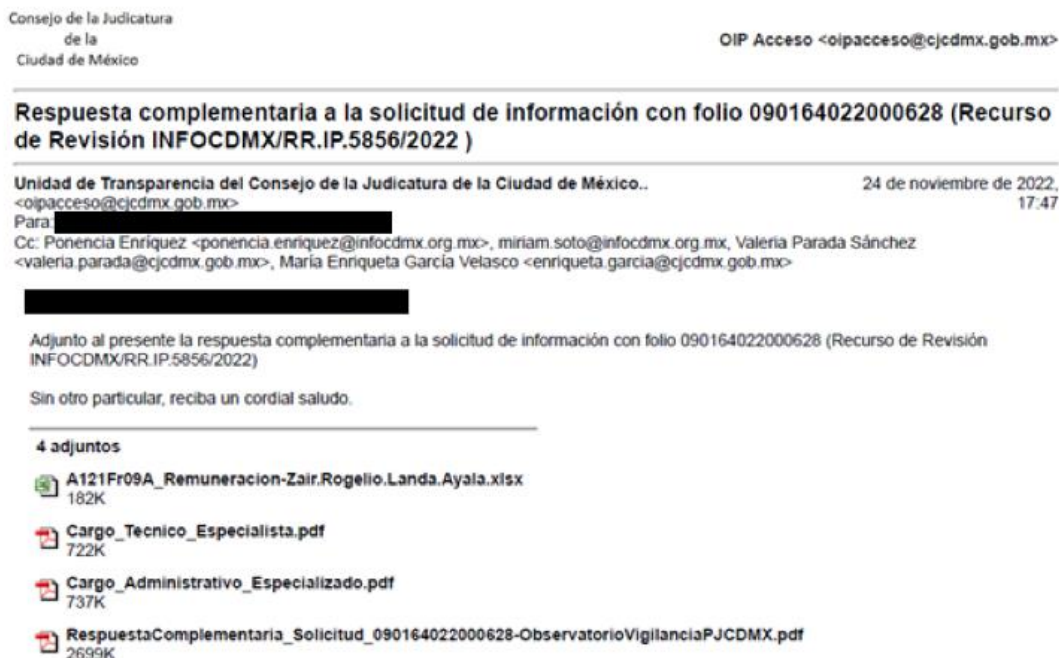 Consejo de la Judicatura
de la
Ciudad de México
OIP Acceso <oipacceso@cjcdmx.gob.mx>
Respuesta complementaria a la solicitud de información con folio 090164022000628 (Recurso
de Revisión INFOCDMX/RR.IP.5856/2022 )
Unidad de Transparencia del Consejo de la Judicatura de la Ciudad de México..
<oipacceso@cjcdmx.gob.mx>
24 de noviembre de 2022,
17:47
Para:
Cc: Ponencia Enríquez <ponencia.enriquez@infocdmx.org.mx>, miriam.soto@infocdmx.org.mx, Valeria Parada Sánchez
<valeria.parada@cjcdmx.gob.mx>, María Enriqueta García Velasco <enriqueta.garcia@cjcdmx.gob.mx>
Adjunto al presente la respuesta complementaria a la solicitud de información con folio 090164022000628 (Recurso de Revisión
INFOCDMX/RR.IP.5856/2022)
Sin otro particular, reciba un cordial saludo.
4 adjuntos
A121Fr09A_Remuneracion-Zair.Rogelio.Landa.Ayala.xlsx
182K
Cargo_Tecnico_Especialista.pdf
722K
Cargo_Administrativo_Especializado.pdf
737K
RespuestaComplementaria_Solicitud_090164022000628-ObservatorioVigilanciaPJCDMX.pdf
2699K